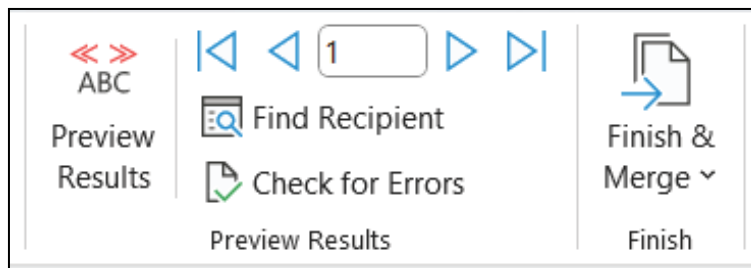 ABC
Preview
Results
1
Find Recipient
Check for Errors
Preview Results
Finish &
Merge
Finish